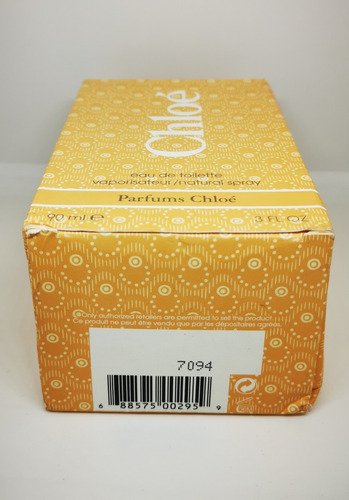 Chloé
eau de toilette
vaporisateur/natural spray
Parfums Chloé
90 ml e 3 FL. OZ
Only authorized retailers are permitted to sell the product.
Ce produit ne peut être vendu que par les dépositaires agréés.
7094
6 88575 00295 9